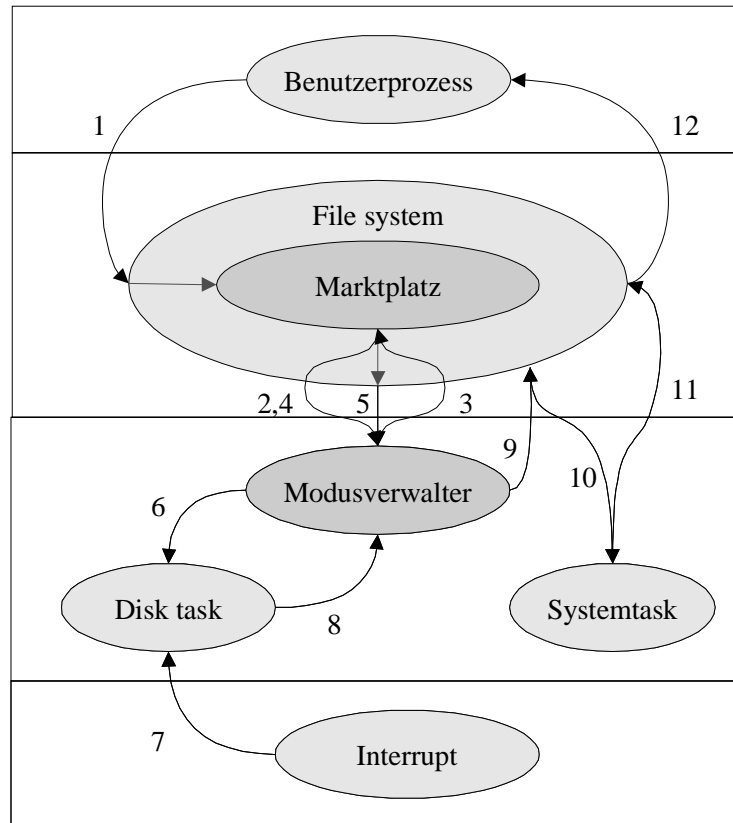 Benutzerprozess
1
12
File system
Marktplatz
2,4
5
3
11
9
10
Modusverwalter
6
Disk task
8
Systemtask
7
Interrupt